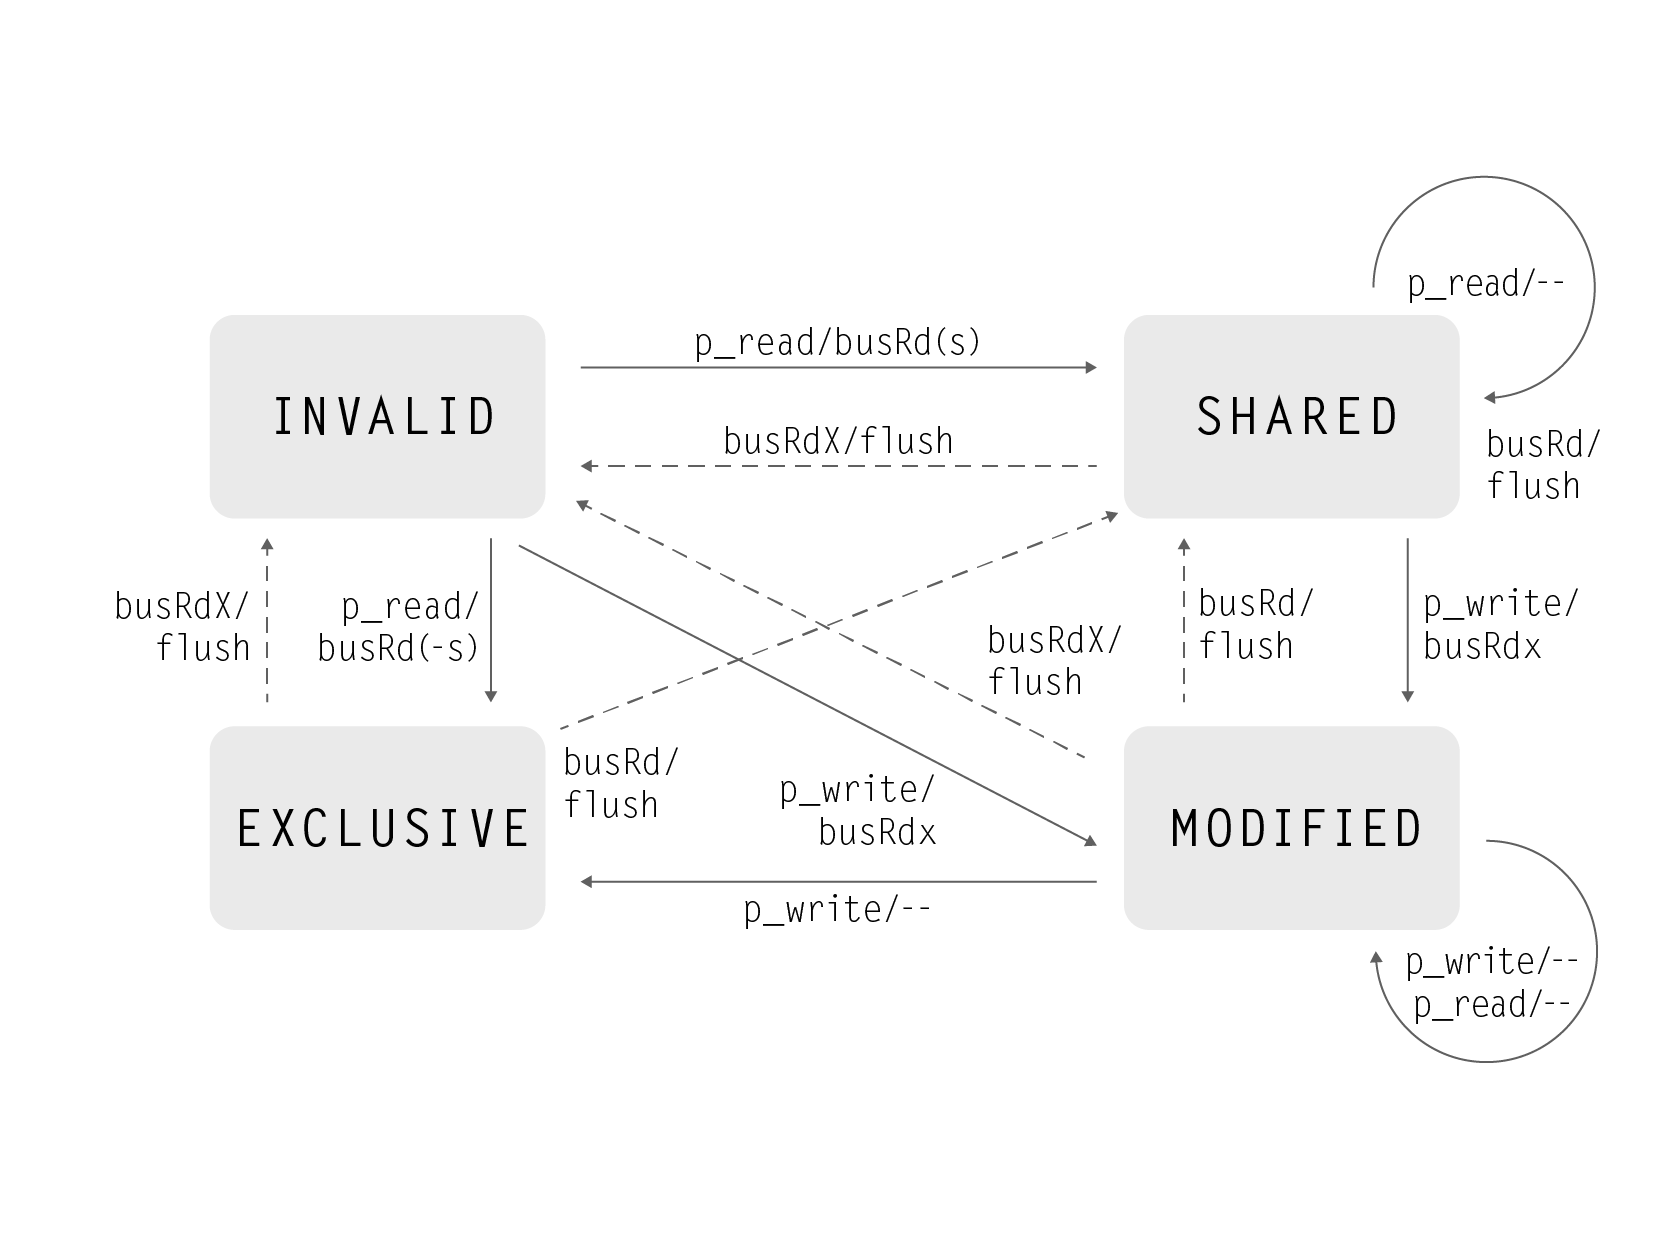 p_read/--
p_read/busRd(s)
INVALID
SHARED
busRdX/flush
busRd/
flush
busRdX/
flush
p_read/
busRd(-s)
busRdX/
flush
busRd/
flush
p_write/
busRdx
busRd/
flush
p_write/
busRdx
EXCLUSIVE
MODIFIED
p_write/--
p_write/--
p_read/--